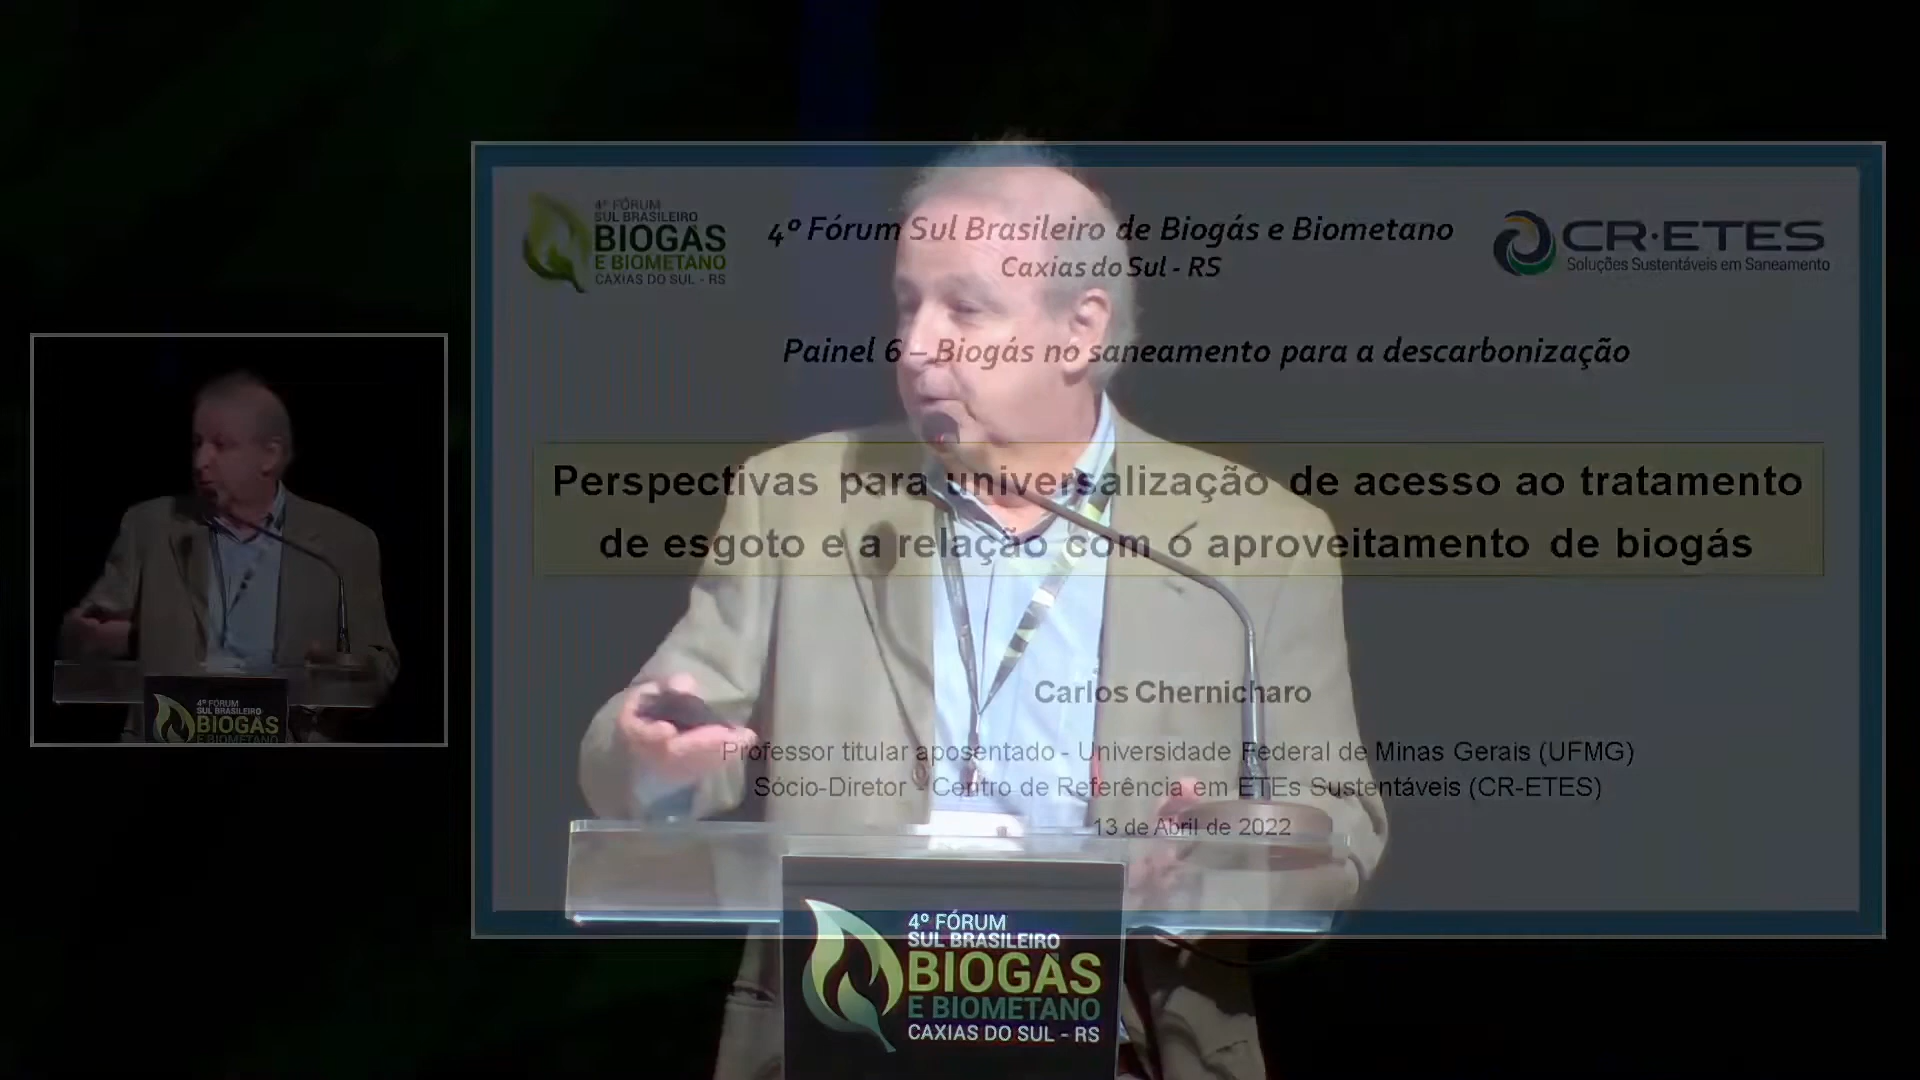 4º FÓRUM
SUL BRASILEIRO
BIOGÁS
E BIOMETANO
CAXIAS DO SUL - RS
4º Fórum Sul Brasileiro de Biogás e Biometano
Caxias do Sul - RS
CR·ETES
Soluções Sustentáveis em Saneamento
Painel 6 – Biogás no saneamento para a descarbonização
Perspectivas para universalização de acesso ao tratamento
de esgoto e a relação com o aproveitamento de biogás
Carlos Chernicharo
Professor titular aposentado - Universidade Federal de Minas Gerais (UFMG)
Sócio-Diretor - Centro de Referência em ETEs Sustentáveis (CR-ETES)
13 de Abril de 2022
4º FÓRUM
SUL BRASILEIRO
BIOGÁS
E BIOMETANO
4º FÓRUM
SUL BRASILEIRO
BIOGÁS
E BIOMETANO
CAXIAS DO SUL - RS